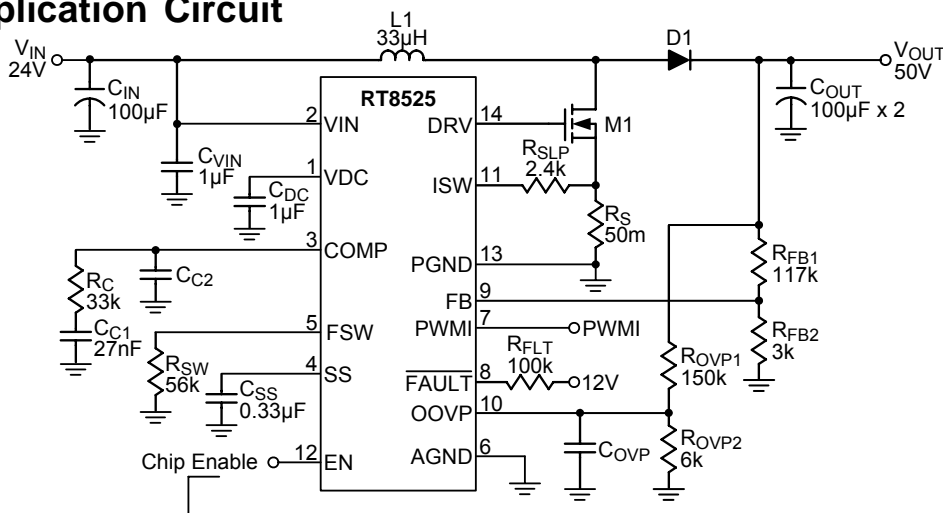 plication Circuit
L1
33µH
D1
VIN
24V
VOUT
50V
CIN
100µF
COUT
100µF x 2
RT8525
2
VIN
DRV
14
M1
CVIN
1µF
1
VDC
RSLP
2.4k
ISW
11
CDC
1µF
RS
50m
3
COMP
PGND
13
RFB1
117k
CC2
RC
33k
FB
9
CC1
27nF
5
FSW
PWMI
7
PWMI
RFB2
3k
RSW
56k
4
SS
RFLT
100k
ROVP1
150k
FAULT
8
12V
CSS
0.33µF
OOVP
10
COVP
ROVP2
6k
Chip Enable
12
EN
AGND
6